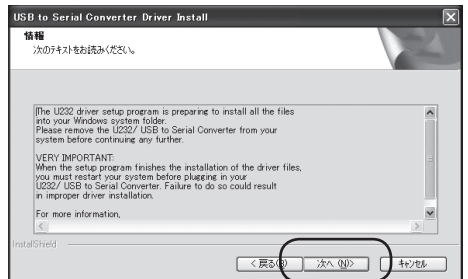 USB to Serial Converter Driver Install
情報
次のテキストをお読みください。
The U232 driver setup program is preparing to install all the files
into your Windows system folder.
Please remove the U232/ USB to Serial Converter from your
system before continuing any further.
VERY IMPORTANT:
When the setup program finishes the installation of the driver files,
you must restart your system before plugging in your
U232/ USB to Serial Converter. Failure to do so could result
in improper driver installation.
For more information,
InstallShield
< 戻る(B) 次へ (N)> キャンセル